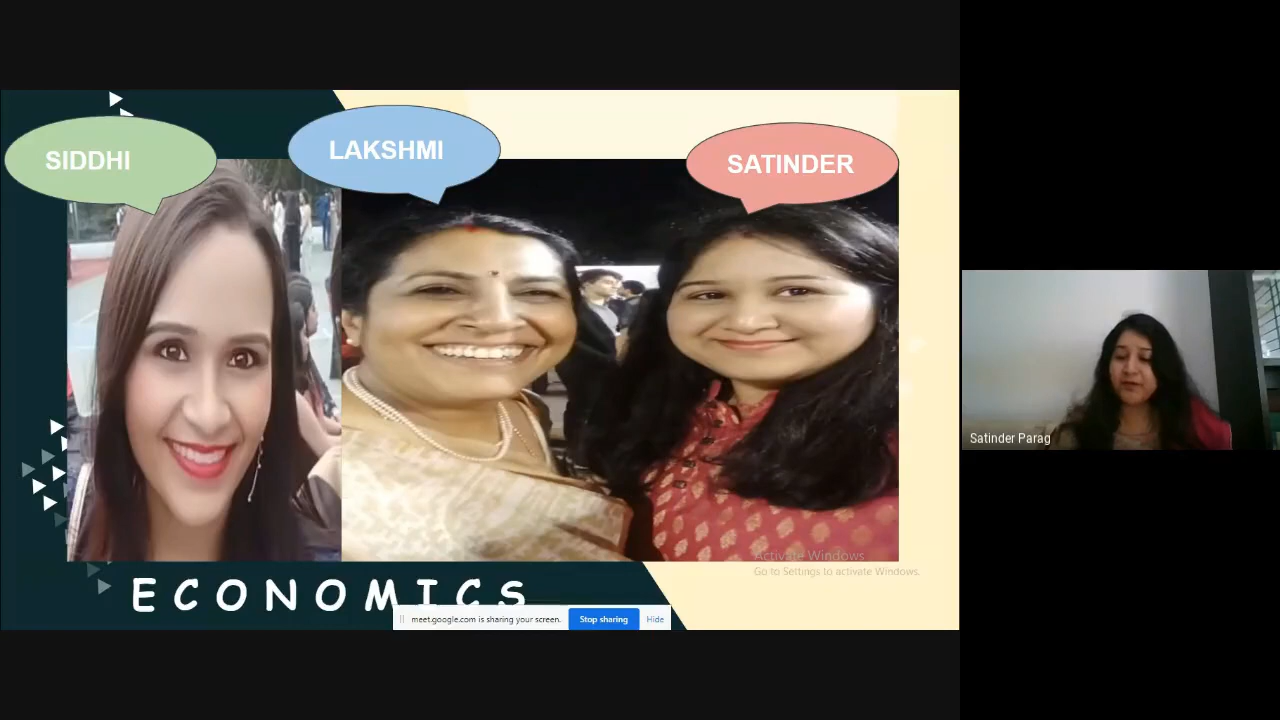 SIDDHI
LAKSHMI
SATINDER
Satinder Parag
Activate Windows
Go to Settings to activate Windows.
ECONOMICS
meet.google.com is sharing your screen.
Stop sharing
Hide